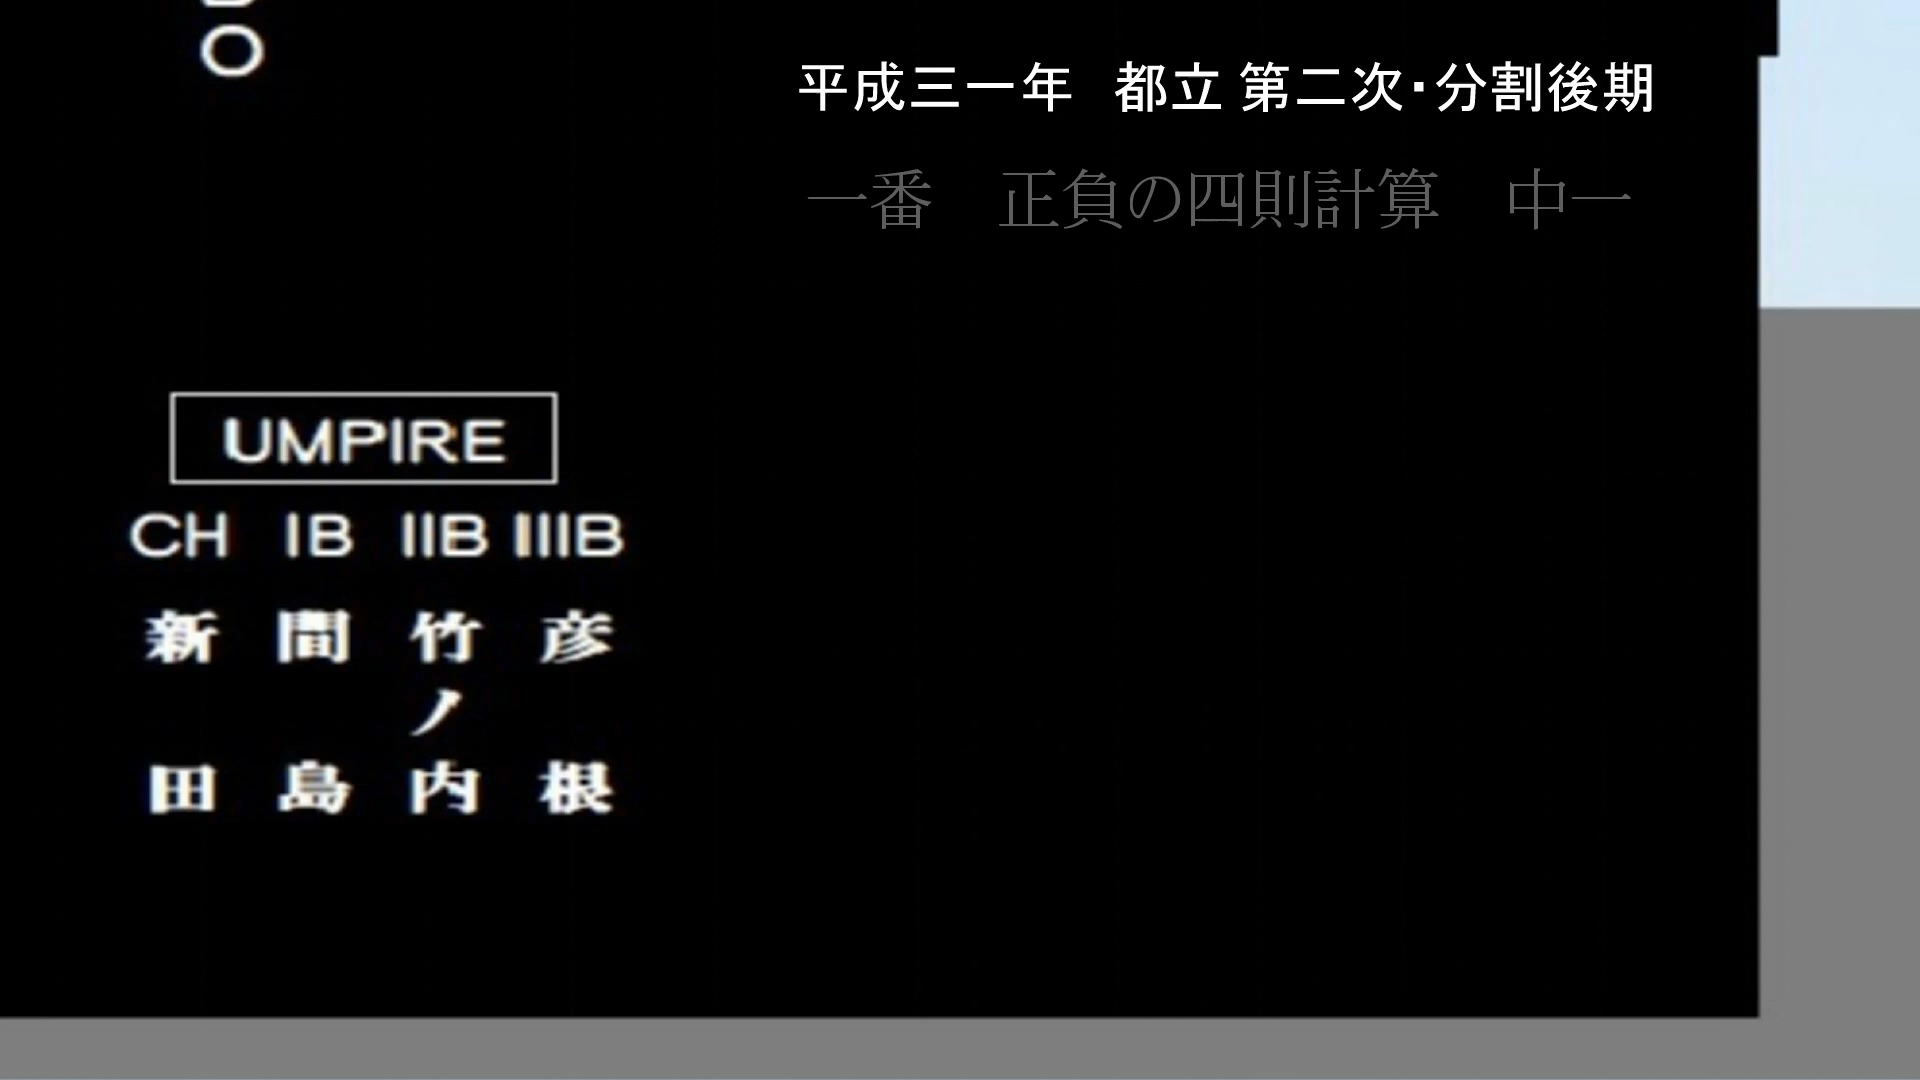 O
平成三一年 都立 第二次・分割後期
一番 正負の四則計算 中一
UMPIRE
CH IB IIB IIIB
新田 間島 竹ノ内 彦根